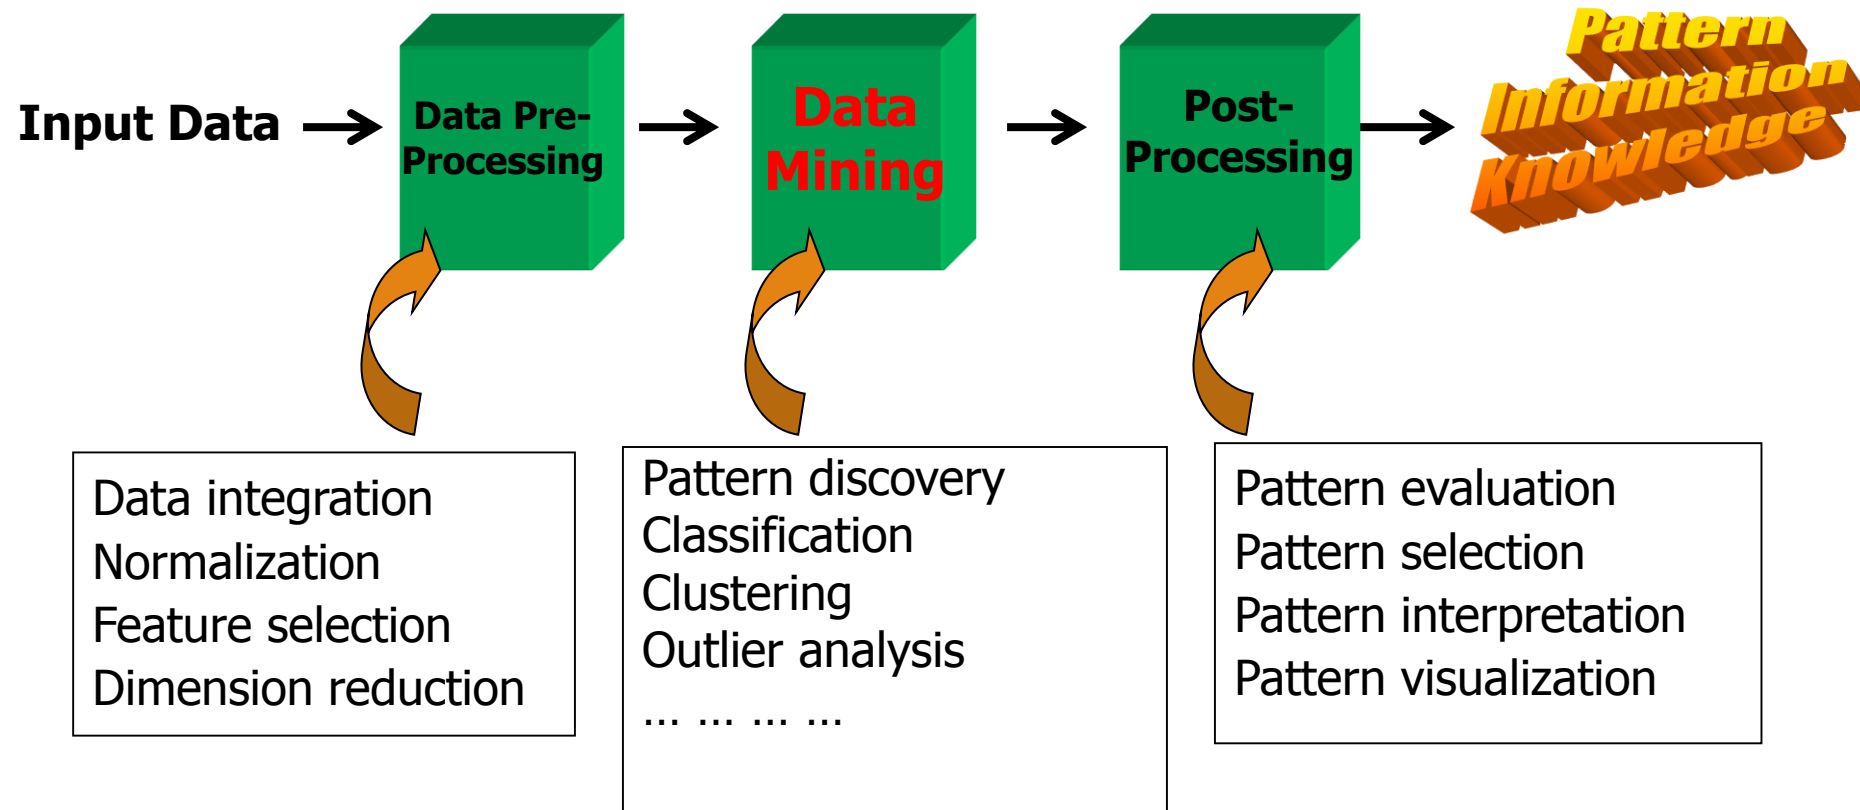 Input Data
Data Pre-
Processing
Data
Mining
Post-
Processing
Pattern
Information
Knowledge
Data integration
Normalization
Feature selection
Dimension reduction
Pattern discovery
Classification
Clustering
Outlier analysis
… … … …
Pattern evaluation
Pattern selection
Pattern interpretation
Pattern visualization